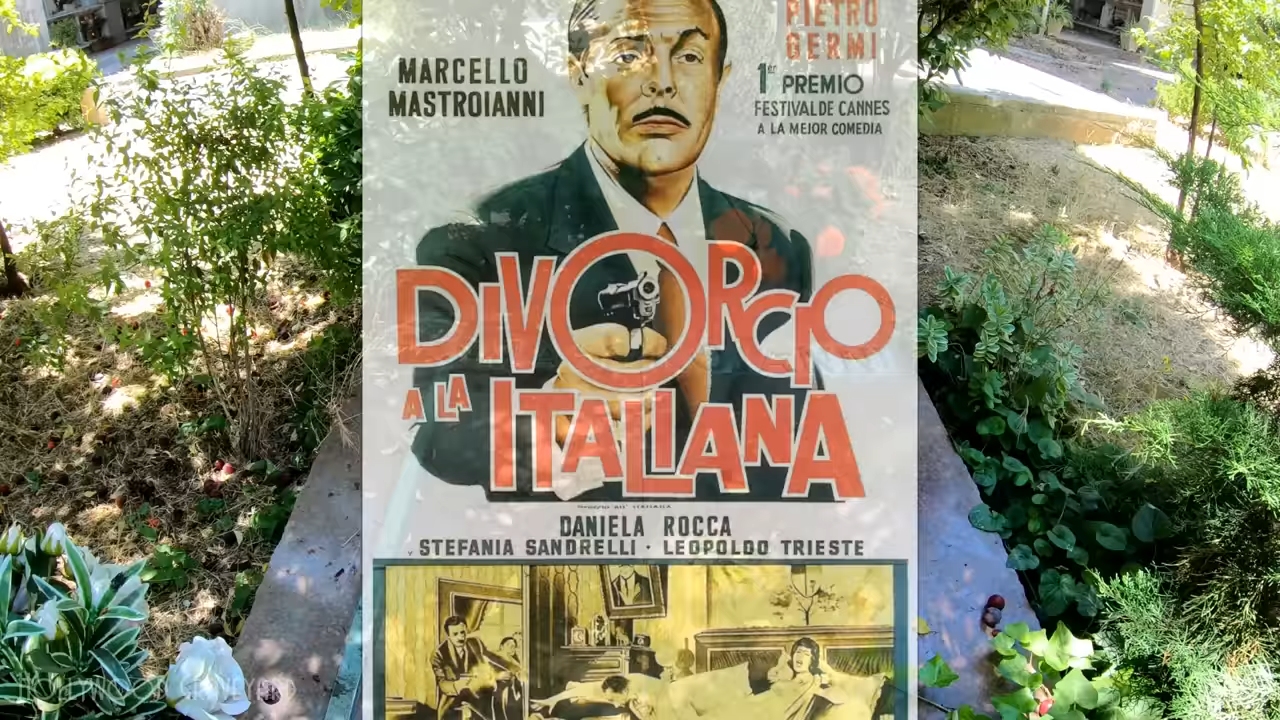 MARCELLO
MASTROIANNI
PIETRO
GERMI
1er PREMIO
FESTIVAL DE CANNES
A LA MEJOR COMEDIA
DIVORCIO
A LA ITALIANA
DANIELA ROCCA
Y STEFANIA SANDRELLI · LEOPOLDO TRIESTE